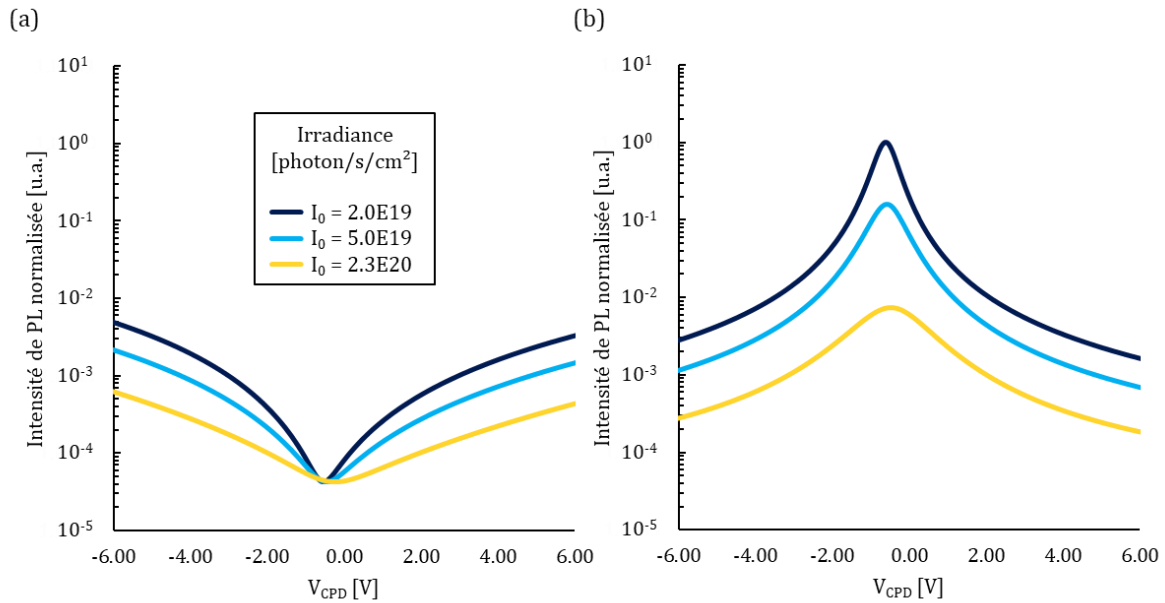 (a)
10¹
10⁰
10⁻¹
10⁻²
10⁻³
10⁻⁴
10⁻⁵
Intensité de PL normalisée [u.a.]
Irradiance
[photon/s/cm²]
I₀ = 2.0E19
I₀ = 5.0E19
I₀ = 2.3E20
-6.00 -4.00 -2.00 0.00 2.00 4.00 6.00
V_CPD [V]
(b)
10¹
10⁰
10⁻¹
10⁻²
10⁻³
10⁻⁴
10⁻⁵
Intensité de PL normalisée [u.a.]
-6.00 -4.00 -2.00 0.00 2.00 4.00 6.00
V_CPD [V]